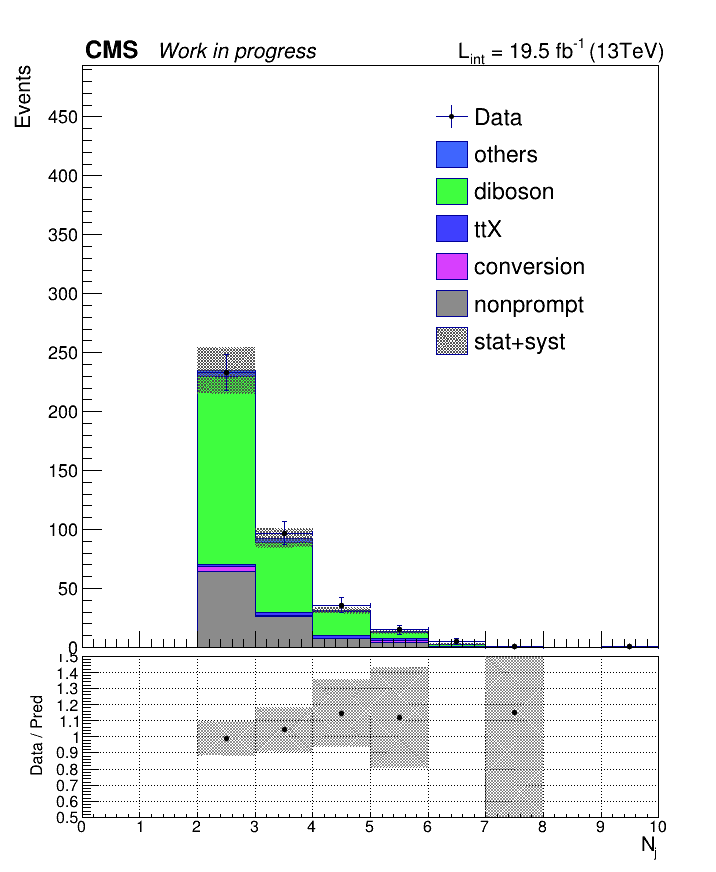 CMS Work in progress L_int = 19.5 fb^-1 (13TeV)
Events
450
400
350
300
250
200
150
100
50
0
Data
others
diboson
ttX
conversion
nonprompt
stat+syst
Data / Pred
1.5
1.4
1.3
1.2
1.1
1
0.9
0.8
0.7
0.6
0.5
0 1 2 3 4 5 6 7 8 9 10
N_j